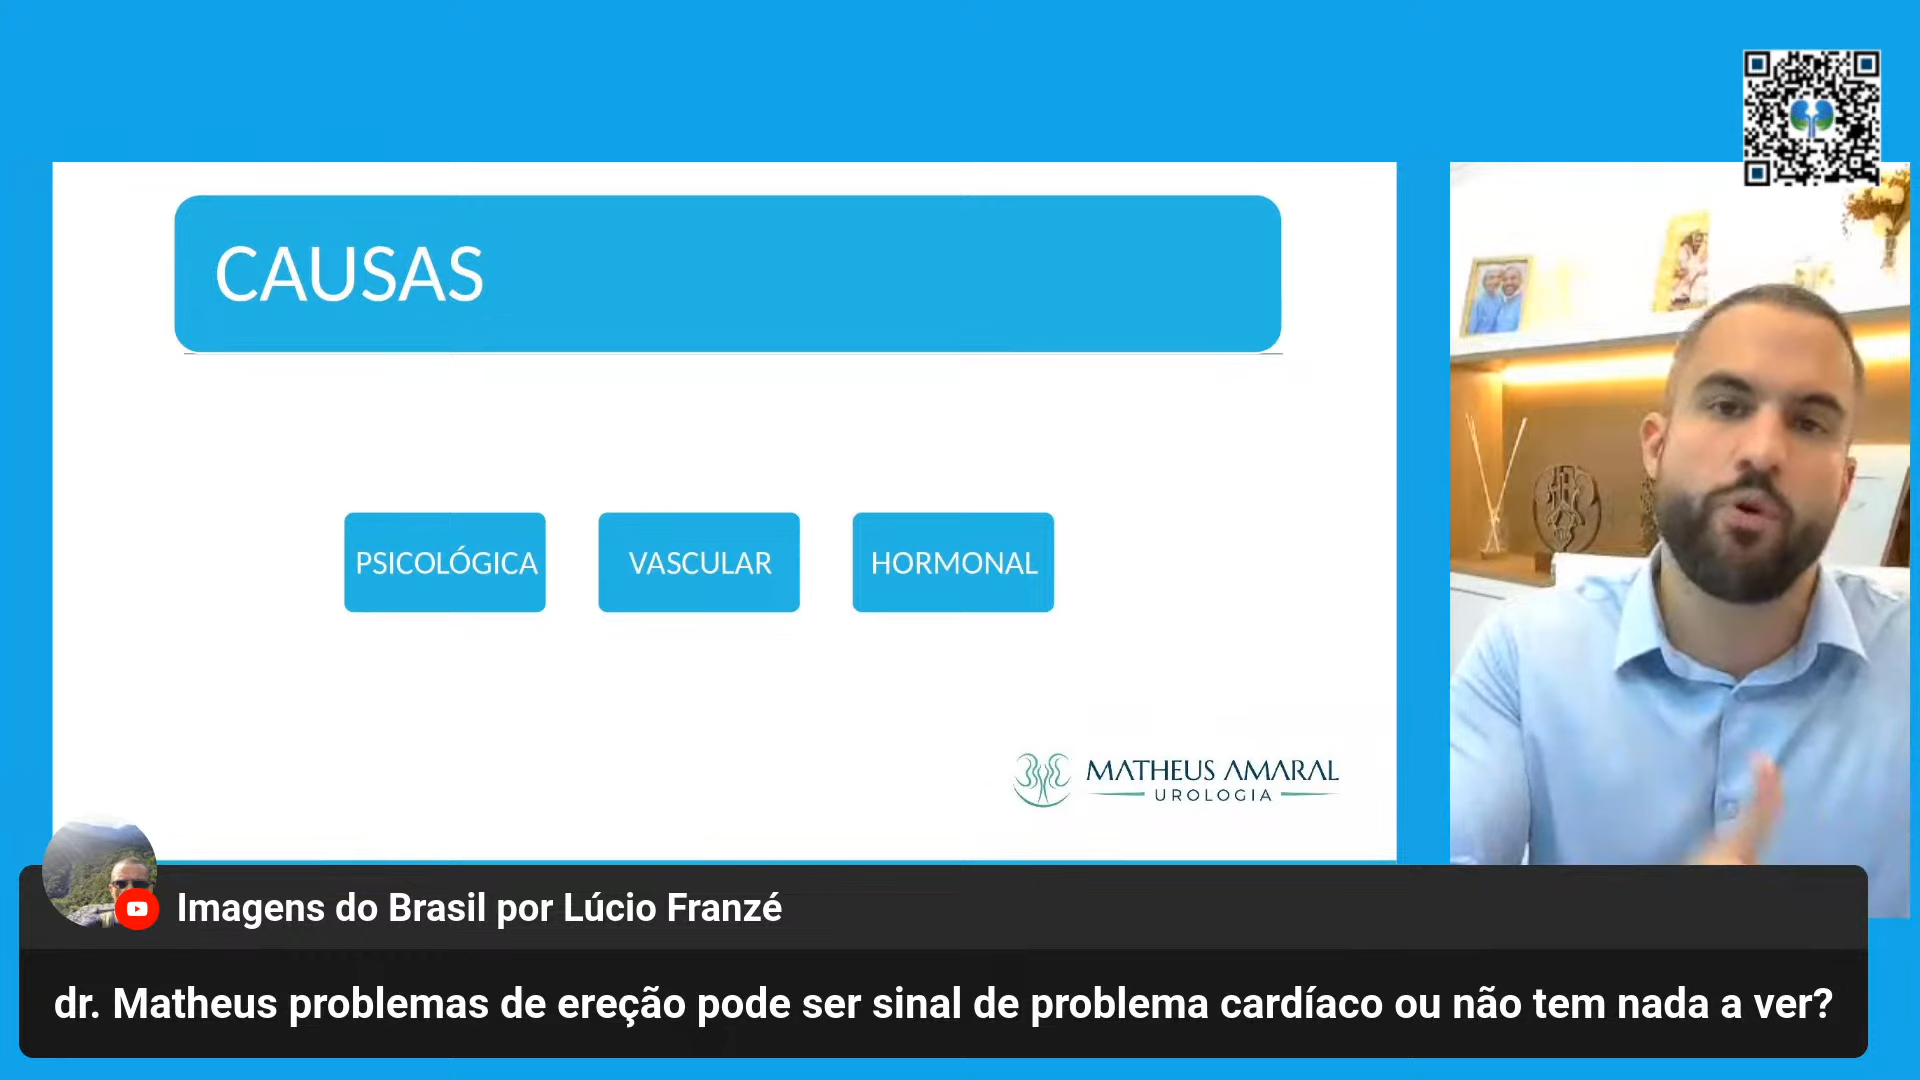 CAUSAS
PSICOLÓGICA
VASCULAR
HORMONAL
MATHEUS AMARAL
UROLOGIA
Imagens do Brasil por Lúcio Franzé
dr. Matheus problemas de ereção pode ser sinal de problema cardíaco ou não tem nada a ver?